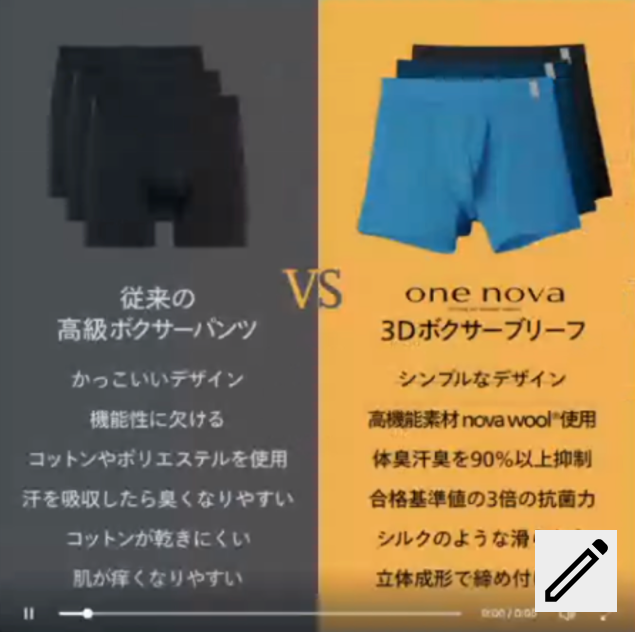 従来の
高級ボクサーパンツ
かっこいいデザイン
機能性に欠ける
コットンやポリエステルを使用
汗を吸収したら臭くなりやすい
コットンが乾きにくい
肌が痒くなりやすい
VS
one nova
3Dボクサーブリーフ
シンプルなデザイン
高機能素材 nova wool®使用
体臭汗臭を90%以上抑制
合格基準値の3倍の抗菌力
シルクのような滑
立体成形で締め付